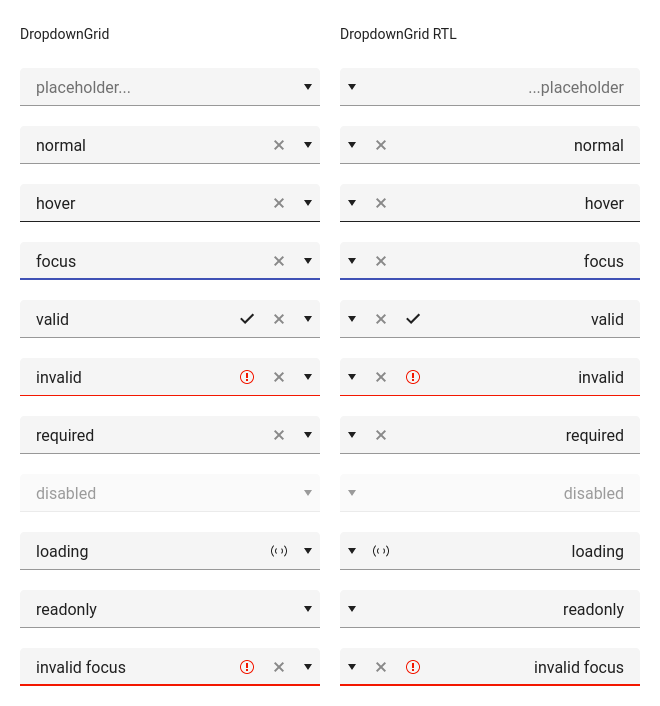 DropdownGrid
DropdownGrid RTL
placeholder...
...placeholder
normal
normal
hover
hover
focus
focus
valid
valid
invalid
invalid
required
required
disabled
disabled
loading
loading
readonly
readonly
invalid focus
invalid focus